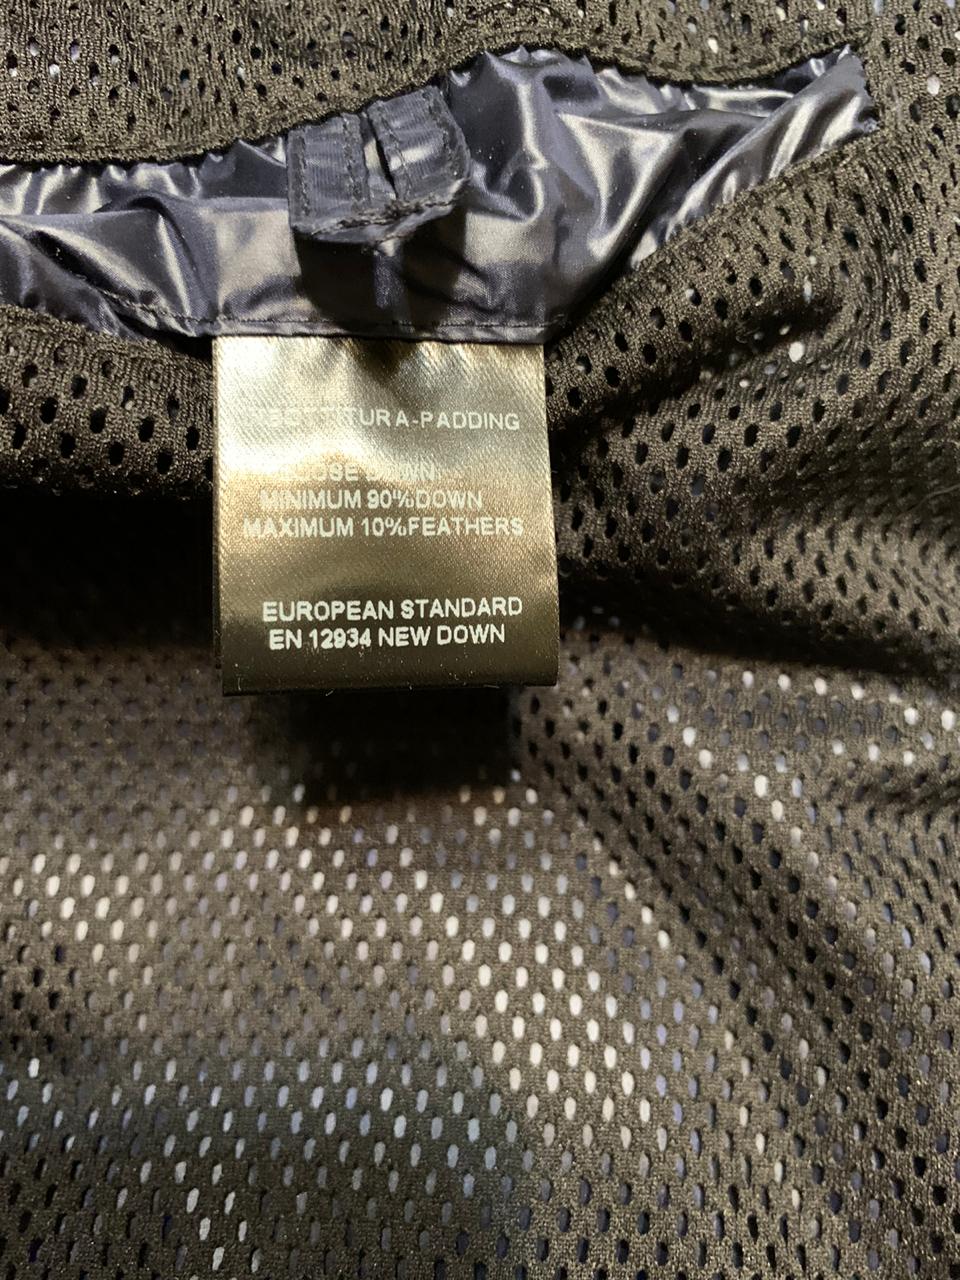 A-PADDING
MINIMUM 90%DOWN
MAXIMUM 10%FEATHERS
EUROPEAN STANDARD
EN 12934 NEW DOWN